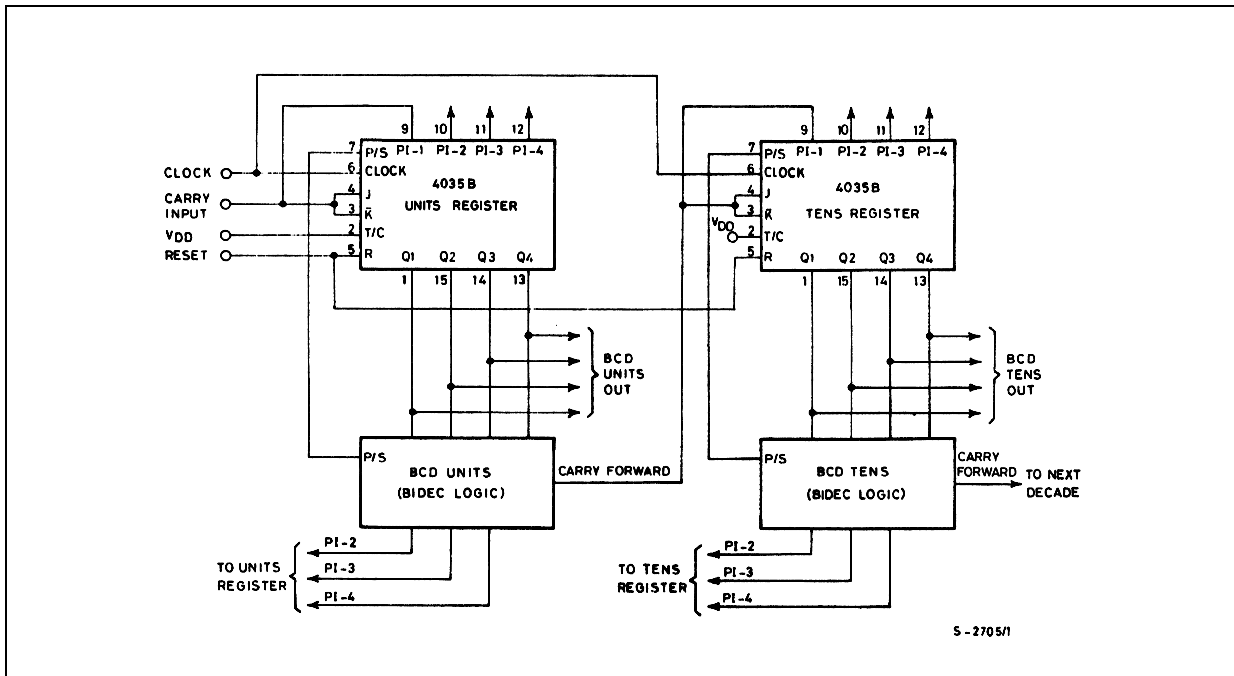 9 10 11 12
7 P/S PI-1 PI-2 PI-3 PI-4
CLOCK 6 CLOCK
4 J 4035B
CARRY INPUT 3 K̅ UNITS REGISTER
VDD 2 T/C
RESET 5 R Q1 Q2 Q3 Q4
1 15 14 13
BCD
UNITS
OUT
P/S
BCD UNITS
(BIDEC LOGIC)
CARRY FORWARD
TO UNITS
REGISTER
PI-2
PI-3
PI-4
9 10 11 12
7 P/S PI-1 PI-2 PI-3 PI-4
6 CLOCK
4 J 4035B
3 K̅ TENS REGISTER
VDD 2 T/C
5 R Q1 Q2 Q3 Q4
1 15 14 13
BCD
TENS
OUT
P/S
BCD TENS
(BIDEC LOGIC)
CARRY
FORWARD
TO NEXT
DECADE
TO TENS
REGISTER
PI-2
PI-3
PI-4
S-2705/1